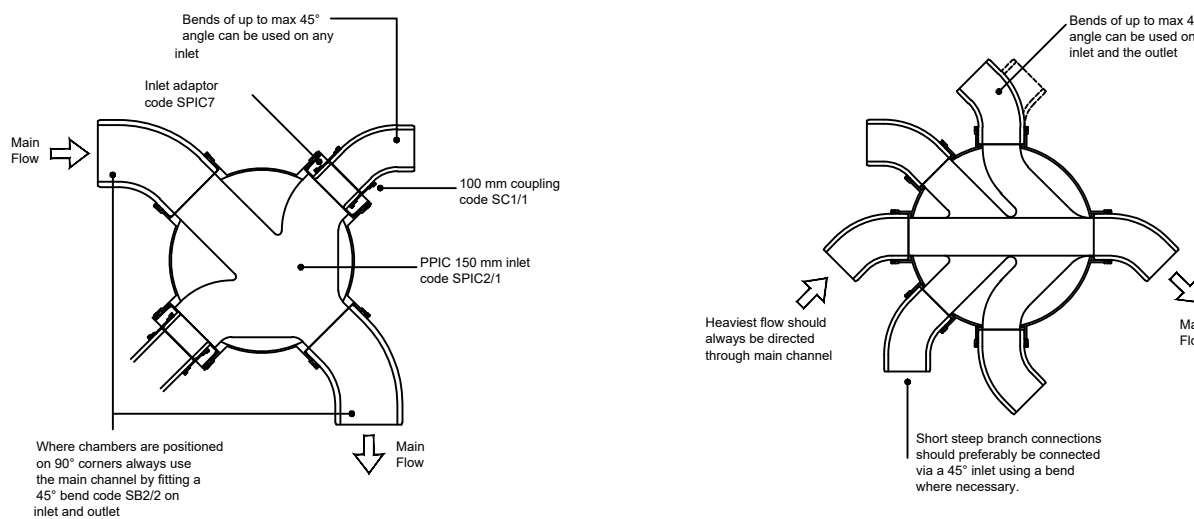 Bends of up to max 45°
angle can be used on any
inlet
Inlet adaptor
code SPIC7
Main
Flow
100 mm coupling
code SC1/1
PPIC 150 mm inlet
code SPIC2/1
Where chambers are positioned
on 90° corners always use
the main channel by fitting a
45° bend code SB2/2 on
inlet and outlet
Main
Flow
Bends of up to max 4
angle can be used on
inlet and the outlet
Heaviest flow should
always be directed
through main channel
Short steep branch connections
should preferably be connected
via a 45° inlet using a bend
where necessary.